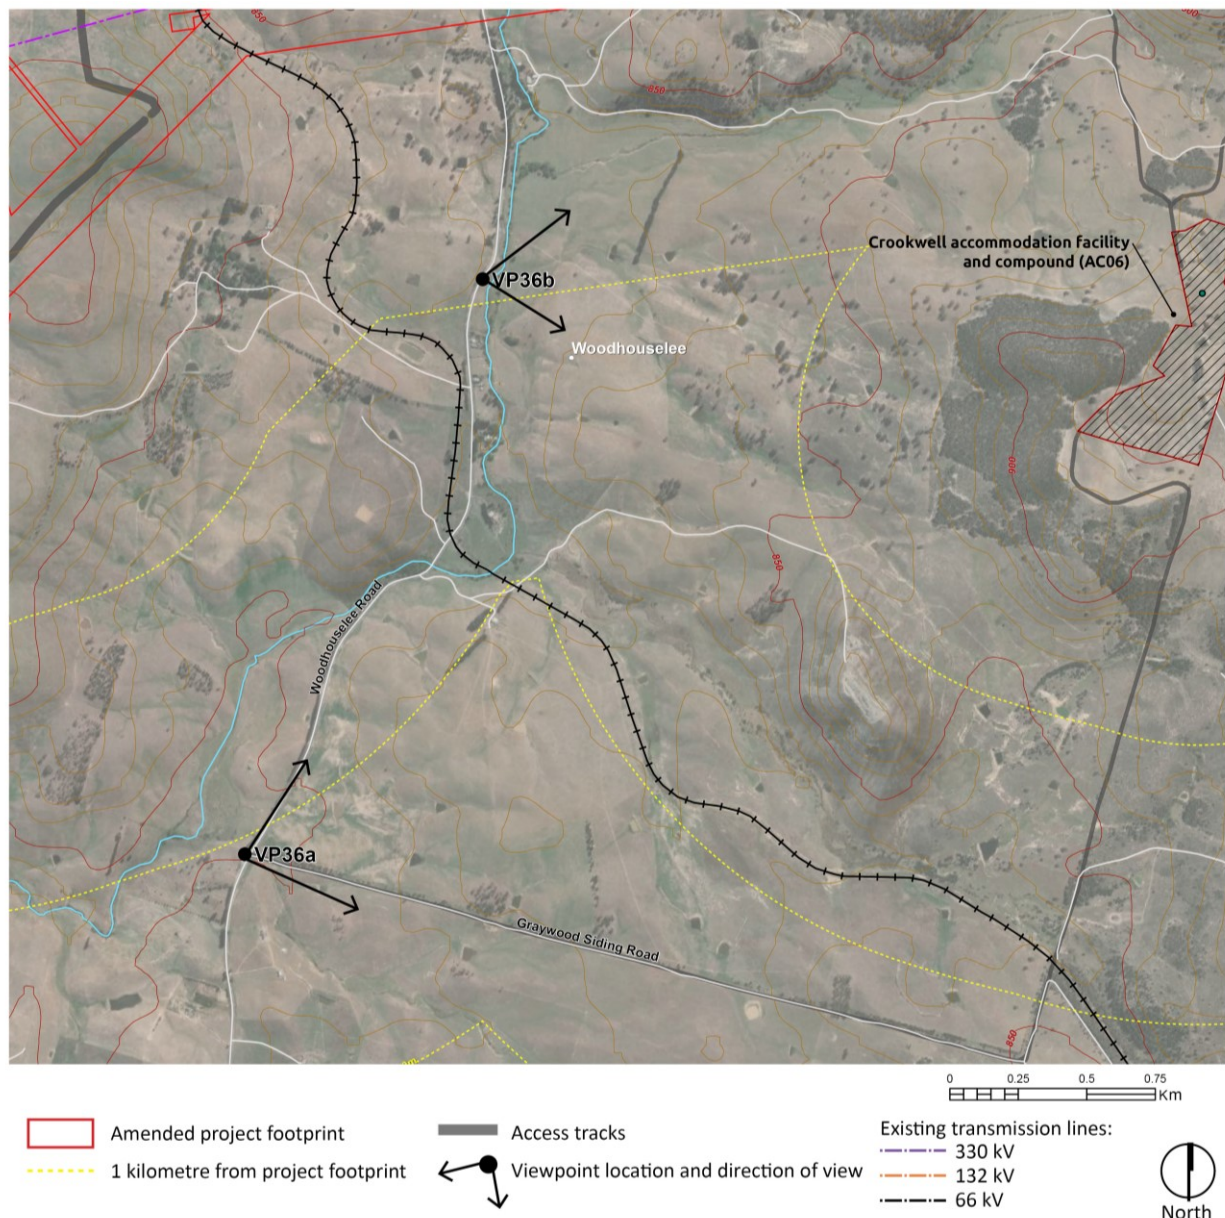 850
900
850
Crookwell accommodation facility
and compound (AC06)
VP36b
Woodhouselee
900
850
Woodhouselee Road
VP36a
Graywood Siding Road
850
0 0.25 0.5 0.75
Km
Amended project footprint
1 kilometre from project footprint
Access tracks
Viewpoint location and direction of view
Existing transmission lines:
330 kV
132 kV
66 kV
North